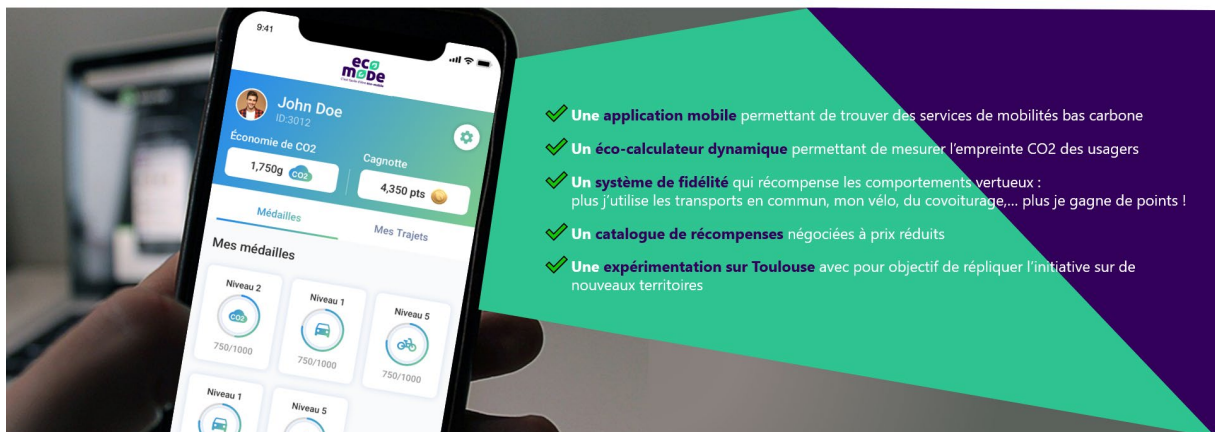 9:41
eco
mode
John Doe
ID:3012
Économie de CO2
Cagnotte
1,750g CO2
4,350 pts
Médailles
Mes Trajets
Mes médailles
Niveau 2
Niveau 1
Niveau 5
CO2
750/1000
750/1000
750/1000
Niveau 1
Niveau 5
Une application mobile permettant de trouver des services de mobilités bas carbone
Un éco-calculateur dynamique permettant de mesurer l'empreinte CO2 des usagers
Un système de fidélité qui récompense les comportements vertueux :
plus j'utilise les transports en commun, mon vélo, du covoiturage,... plus je gagne de points !
Un catalogue de récompenses négociées à prix réduits
Une expérimentation sur Toulouse avec pour objectif de répliquer l'initiative sur de
nouveaux territoires